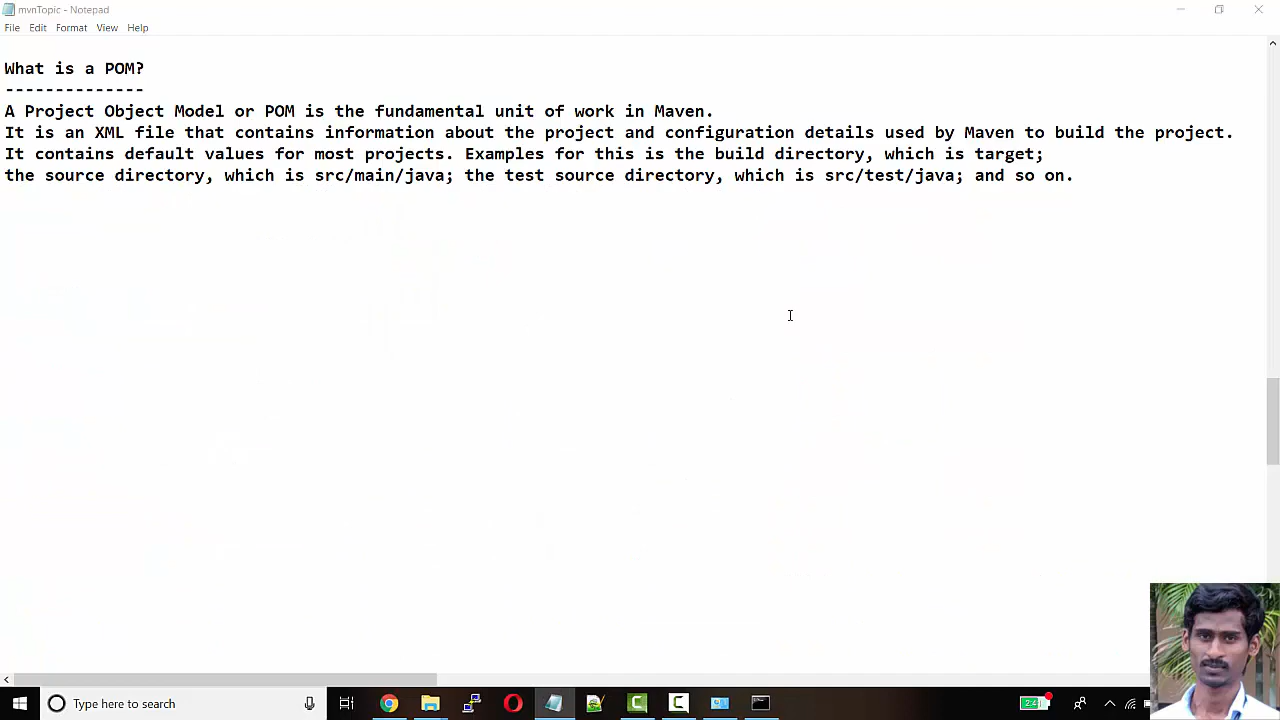 mvnTopic - Notepad
File Edit Format View Help
What is a POM?
--------------
A Project Object Model or POM is the fundamental unit of work in Maven.
It is an XML file that contains information about the project and configuration details used by Maven to build the project.
It contains default values for most projects. Examples for this is the build directory, which is target;
the source directory, which is src/main/java; the test source directory, which is src/test/java; and so on.
Type here to search